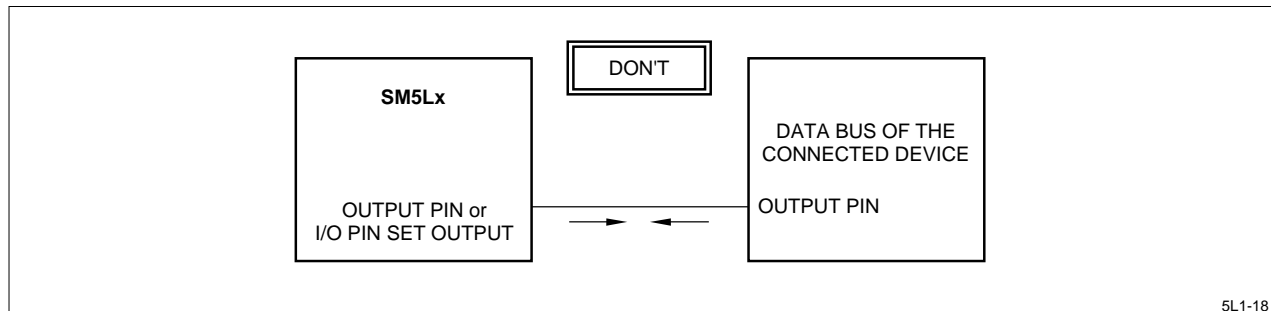 DON'T
SM5Lx
OUTPUT PIN or
I/O PIN SET OUTPUT
DATA BUS OF THE
CONNECTED DEVICE
OUTPUT PIN
5L1-18